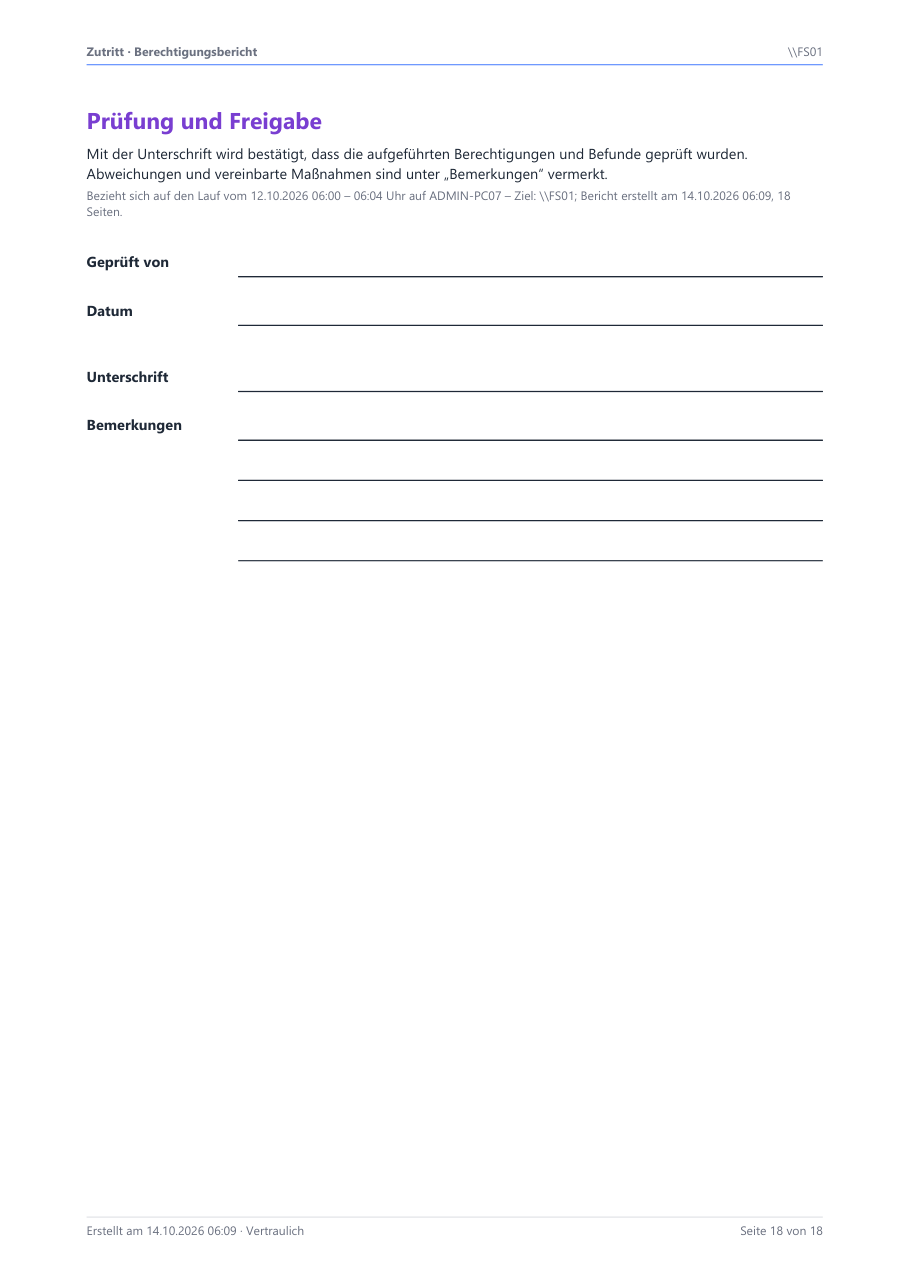 Zutritt · Berechtigungsbericht
\\FS01
Prüfung und Freigabe
Mit der Unterschrift wird bestätigt, dass die aufgeführten Berechtigungen und Befunde geprüft wurden.
Abweichungen und vereinbarte Maßnahmen sind unter „Bemerkungen“ vermerkt.
Bezieht sich auf den Lauf vom 12.10.2026 06:00 – 06:04 Uhr auf ADMIN-PC07 – Ziel: \\FS01; Bericht erstellt am 14.10.2026 06:09, 18
Seiten.
Geprüft von
Datum
Unterschrift
Bemerkungen
Erstellt am 14.10.2026 06:09 · Vertraulich
Seite 18 von 18